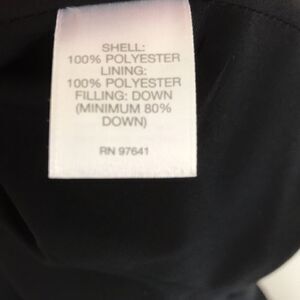 SHELL:
100% POLYESTER
LINING:
100% POLYESTER
FILLING: DOWN
(MINIMUM 80%
DOWN)
RN 97641